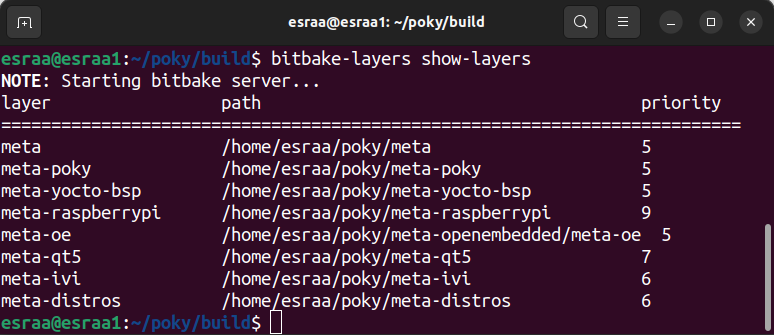 esraa@esraa1: ~/poky/build
esraa@esraa1:~/poky/build$ bitbake-layers show-layers
NOTE: Starting bitbake server...
layer                 path                                      priority
==========================================================================
meta                  /home/esraa/poky/meta                     5
meta-poky             /home/esraa/poky/meta-poky                5
meta-yocto-bsp        /home/esraa/poky/meta-yocto-bsp           5
meta-raspberrypi      /home/esraa/poky/meta-raspberrypi         9
meta-oe               /home/esraa/poky/meta-openembedded/meta-oe  5
meta-qt5              /home/esraa/poky/meta-qt5                 7
meta-ivi              /home/esraa/poky/meta-ivi                 6
meta-distros          /home/esraa/poky/meta-distros             6
esraa@esraa1:~/poky/build$